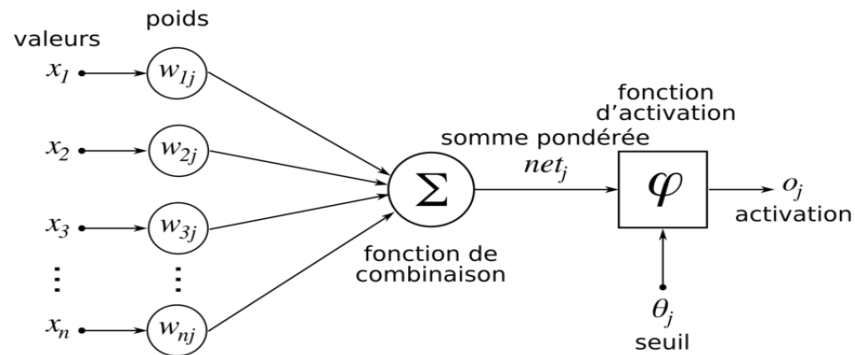 poids
valeurs
x₁ w₁ⱼ
x₂ w₂ⱼ
x₃ w₃ⱼ
⋮ ⋮
xₙ wₙⱼ
Σ
fonction de
combinaison
somme pondérée
netⱼ
fonction
d'activation
φ
oⱼ
activation
θⱼ
seuil